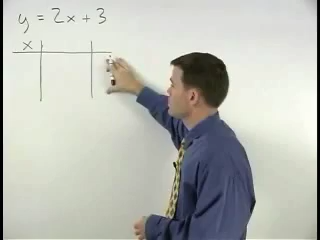 y = 2x + 3
x